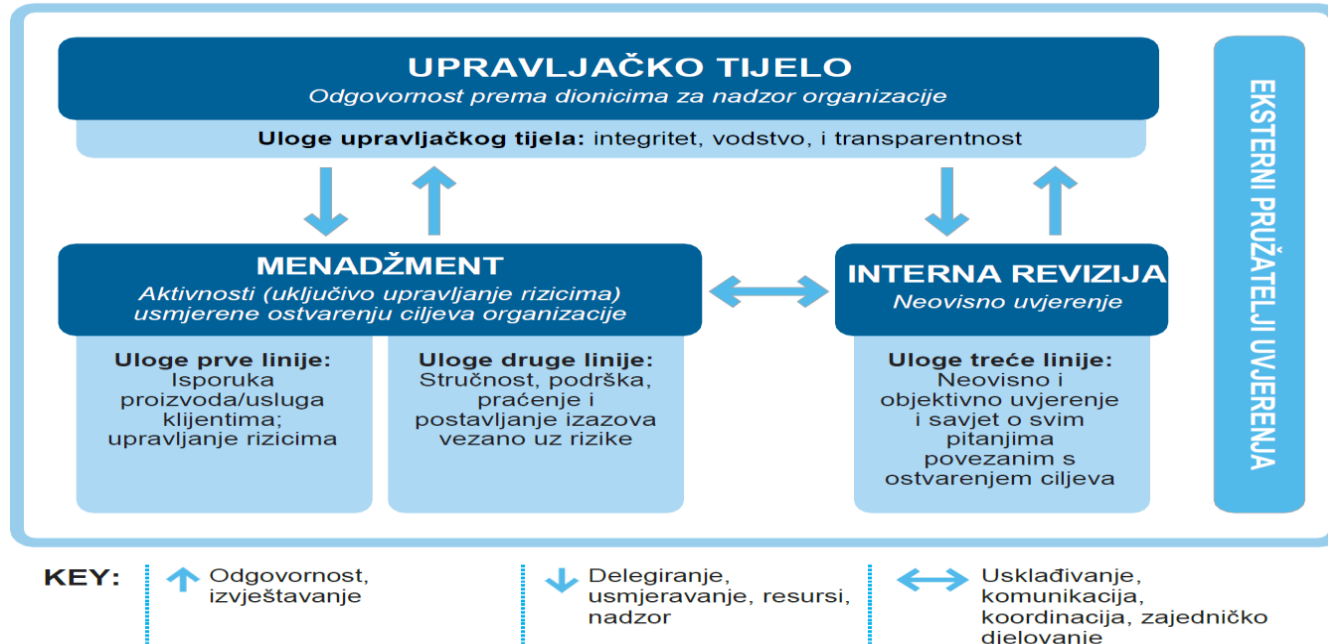 UPRAVLJAČKO TIJELO
Odgovornost prema dionicima za nadzor organizacije
Uloge upravljačkog tijela: integritet, vodstvo, i transparentnost
MENADŽMENT
Aktivnosti (uključivo upravljanje rizicima)
usmjerene ostvarenju ciljeva organizacije
Uloge prve linije:
Isporuka
proizvoda/usluga
klijentima;
upravljanje rizicima
Uloge druge linije:
Stručnost, podrška,
praćenje i
postavljanje izazova
vezano uz rizike
INTERNA REVIZIJA
Neovisno uvjerenje
Uloge treće linije:
Neovisno i
objektivno uvjerenje
i savjet o svim
pitanjima
povezanim s
ostvarenjem ciljeva
EKSTERNI PRUŽATELJI UVJERENJA
KEY:
Odgovornost,
izvještavanje
Delegiranje,
usmjeravanje, resursi,
nadzor
Usklađivanje,
komunikacija,
koordinacija, zajedničko
djelovanje